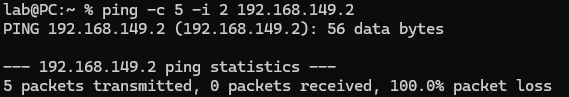 lab@PC:~ % ping -c 5 -i 2 192.168.149.2
PING 192.168.149.2 (192.168.149.2): 56 data bytes
--- 192.168.149.2 ping statistics ---
5 packets transmitted, 0 packets received, 100.0% packet loss